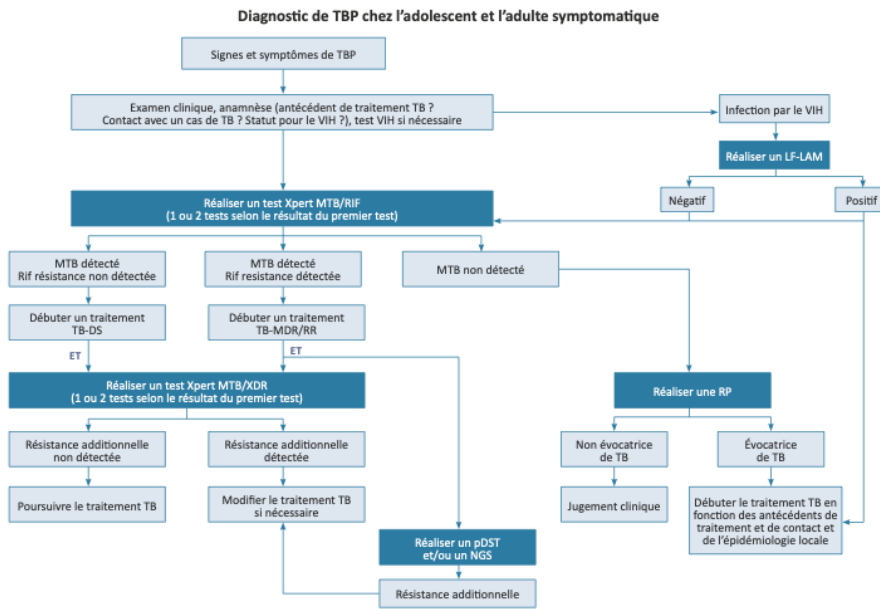 Diagnostic de TBP chez l'adolescent et l'adulte symptomatique
Signes et symptômes de TBP
Examen clinique, anamnèse (antécédent de traitement TB ?
Contact avec un cas de TB ? Statut pour le VIH ?), test VIH si nécessaire
Infection par le VIH
Réaliser un LF-LAM
Négatif
Positif
Réaliser un test Xpert MTB/RIF
(1 ou 2 tests selon le résultat du premier test)
MTB détecté
Rif résistance non détectée
MTB détecté
Rif resistance détectée
MTB non détecté
Débuter un traitement
TB-DS
Débuter un traitement
TB-MDR/RR
ET
ET
Réaliser un test Xpert MTB/XDR
(1 ou 2 tests selon le résultat du premier test)
Réaliser une RP
Résistance additionnelle
non détectée
Résistance additionnelle
détectée
Non évocatrice
de TB
Évocatrice
de TB
Poursuivre le traitement TB
Modifier le traitement TB
si nécessaire
Jugement clinique
Débuter le traitement TB en
fonction des antécédents de
traitement et de contact et
de l'épidémiologie locale
Réaliser un pDST
et/ou un NGS
Résistance additionnelle